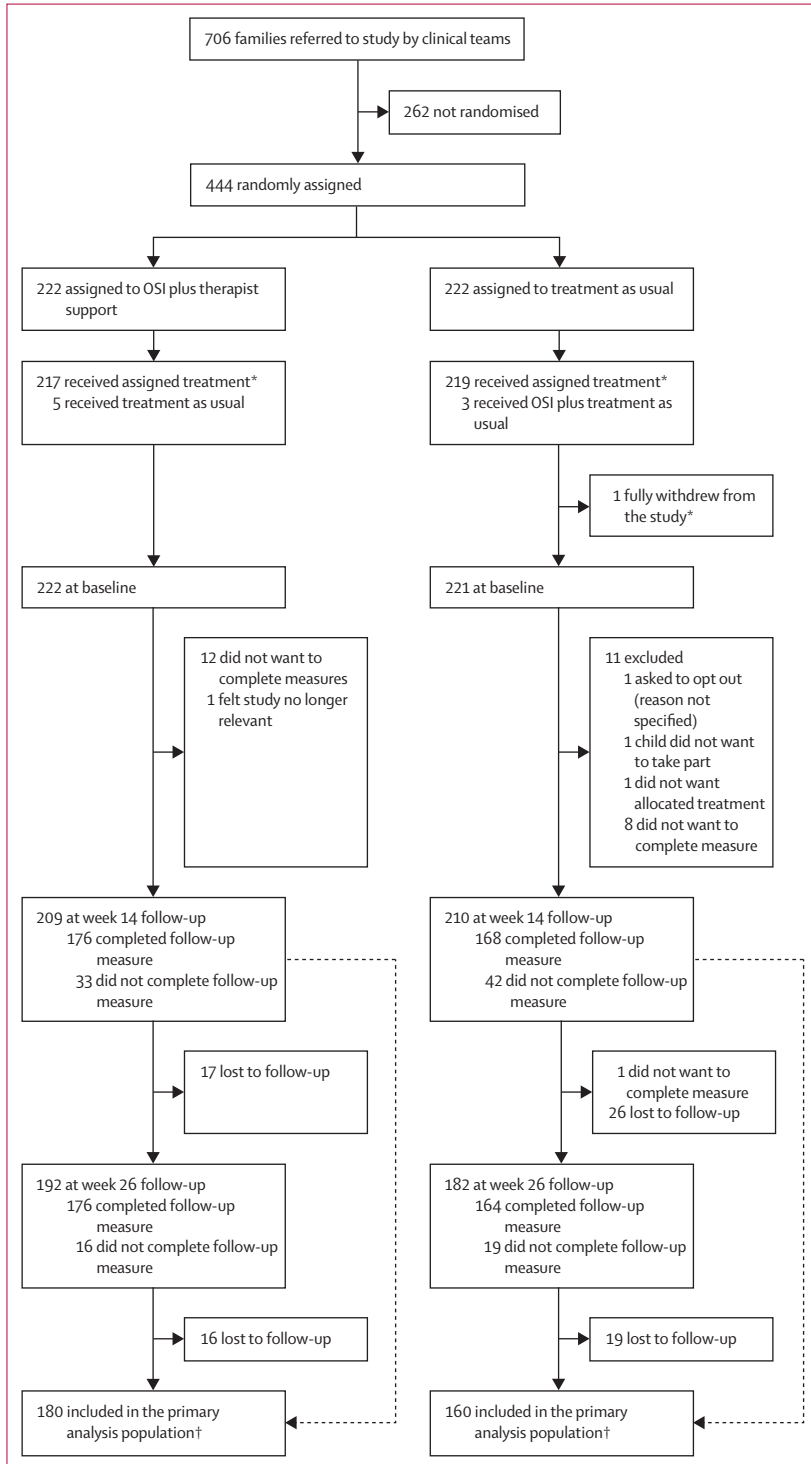 706 families referred to study by clinical teams
262 not randomised
444 randomly assigned
222 assigned to OSI plus therapist
support
222 assigned to treatment as usual
217 received assigned treatment*
5 received treatment as usual
219 received assigned treatment*
3 received OSI plus treatment as
usual
1 fully withdrew from
the study*
222 at baseline
221 at baseline
12 did not want to
complete measures
1 felt study no longer
relevant
11 excluded
1 asked to opt out
(reason not
specified)
1 child did not want
to take part
1 did not want
allocated treatment
8 did not want to
complete measure
209 at week 14 follow-up
176 completed follow-up
measure
33 did not complete follow-up
measure
210 at week 14 follow-up
168 completed follow-up
measure
42 did not complete follow-up
measure
17 lost to follow-up
1 did not want to
complete measure
26 lost to follow-up
192 at week 26 follow-up
176 completed follow-up
measure
16 did not complete follow-up
measure
182 at week 26 follow-up
164 completed follow-up
measure
19 did not complete follow-up
measure
16 lost to follow-up
19 lost to follow-up
180 included in the primary
analysis population†
160 included in the primary
analysis population†